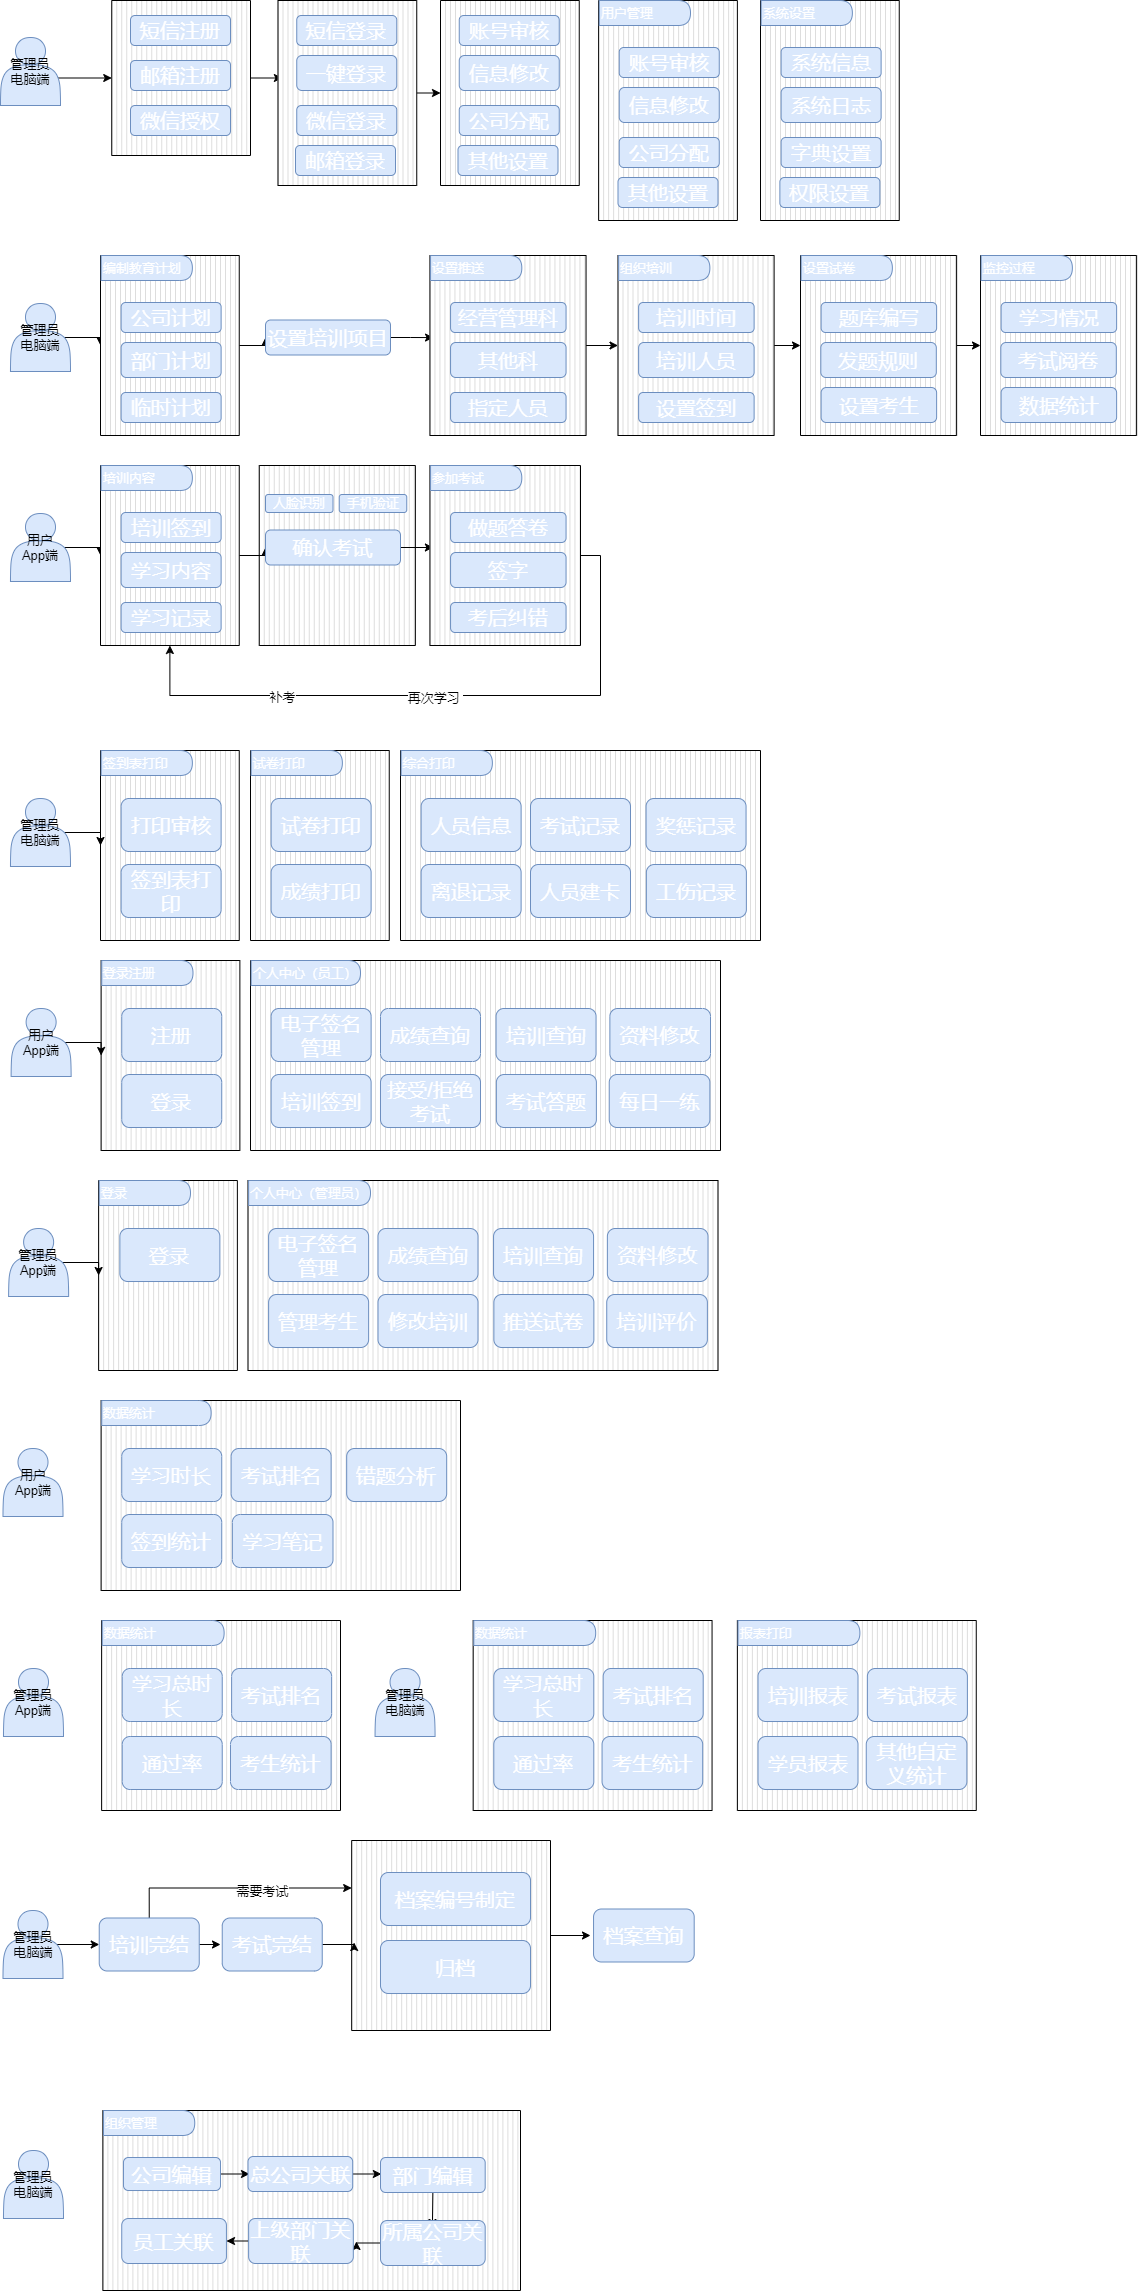 管理员
电脑端
短信注册
邮箱注册
微信授权
短信登录
一键登录
微信登录
邮箱登录
账号审核
信息修改
公司分配
其他设置
用户管理
账号审核
信息修改
公司分配
其他设置
系统设置
系统信息
系统日志
字典设置
权限设置
管理员
电脑端
编制教育计划
公司计划
部门计划
临时计划
设置培训项目
设置推送
经营管理科
其他科
指定人员
组织培训
培训时间
培训人员
设置签到
设置试卷
题库编写
发题规则
设置考生
监控过程
学习情况
考试阅卷
数据统计
用户
App端
培训内容
培训签到
学习内容
学习记录
人脸识别
手机验证
确认考试
参加考试
做题答卷
签字
考后纠错
补考
再次学习
管理员
电脑端
签到表打印
打印审核
签到表打
印
试卷打印
试卷打印
成绩打印
综合打印
人员信息
考试记录
奖惩记录
离退记录
人员建卡
工伤记录
用户
App端
登录注册
注册
登录
个人中心（员工）
电子签名
管理
成绩查询
培训查询
资料修改
培训签到
接受/拒绝
考试
考试答题
每日一练
管理员
App端
登录
登录
个人中心（管理员）
电子签名
管理
成绩查询
培训查询
资料修改
管理考生
修改培训
推送试卷
培训评价
用户
App端
数据统计
学习时长
考试排名
错题分析
签到统计
学习笔记
管理员
App端
数据统计
学习总时
长
考试排名
通过率
考生统计
管理员
电脑端
数据统计
学习总时
长
考试排名
通过率
考生统计
报表打印
培训报表
考试报表
学员报表
其他自定
义统计
管理员
电脑端
培训完结
需要考试
考试完结
档案编号制定
归档
档案查询
管理员
电脑端
组织管理
公司编辑
总公司关联
部门编辑
员工关联
上级部门关
联
所属公司关
联